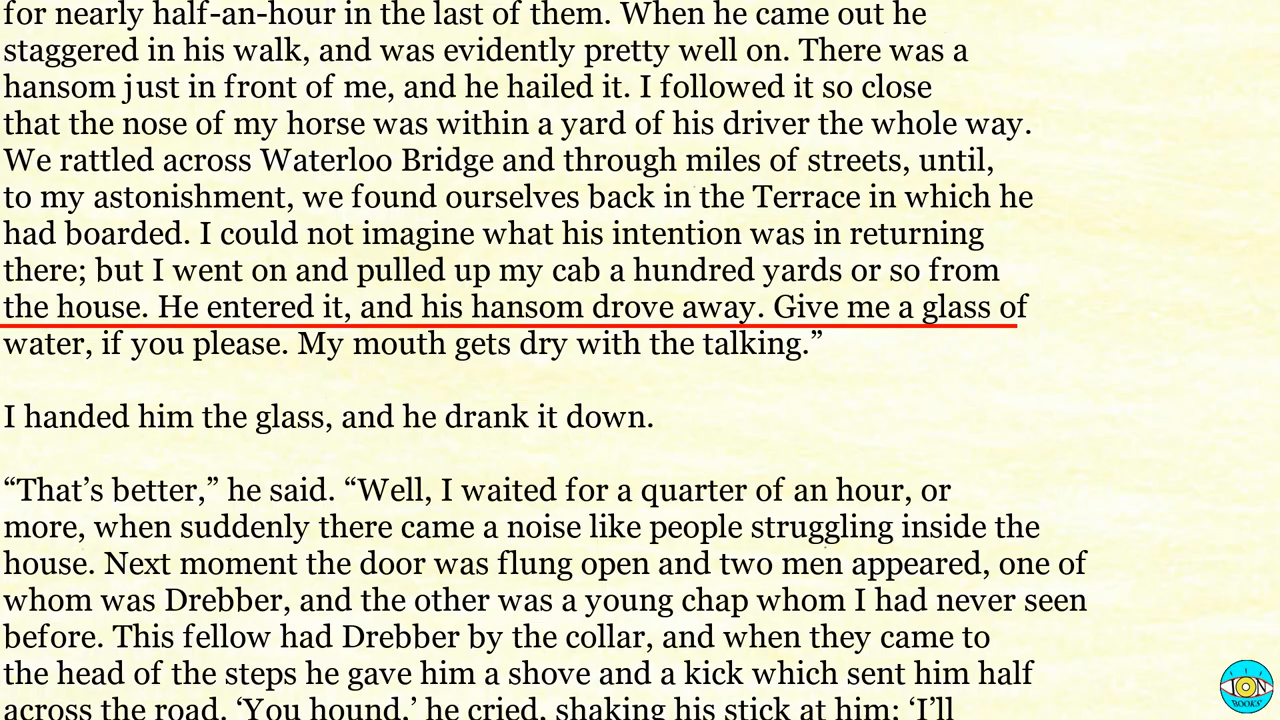 for nearly half-an-hour in the last of them. When he came out he
staggered in his walk, and was evidently pretty well on. There was a
hansom just in front of me, and he hailed it. I followed it so close
that the nose of my horse was within a yard of his driver the whole way.
We rattled across Waterloo Bridge and through miles of streets, until,
to my astonishment, we found ourselves back in the Terrace in which he
had boarded. I could not imagine what his intention was in returning
there; but I went on and pulled up my cab a hundred yards or so from
the house. He entered it, and his hansom drove away. Give me a glass of
water, if you please. My mouth gets dry with the talking.”

I handed him the glass, and he drank it down.

“That’s better,” he said. “Well, I waited for a quarter of an hour, or
more, when suddenly there came a noise like people struggling inside the
house. Next moment the door was flung open and two men appeared, one of
whom was Drebber, and the other was a young chap whom I had never seen
before. This fellow had Drebber by the collar, and when they came to
the head of the steps he gave him a shove and a kick which sent him half
across the road. ‘You hound,’ he cried, shaking his stick at him; ‘I’ll
ION
BOOKS